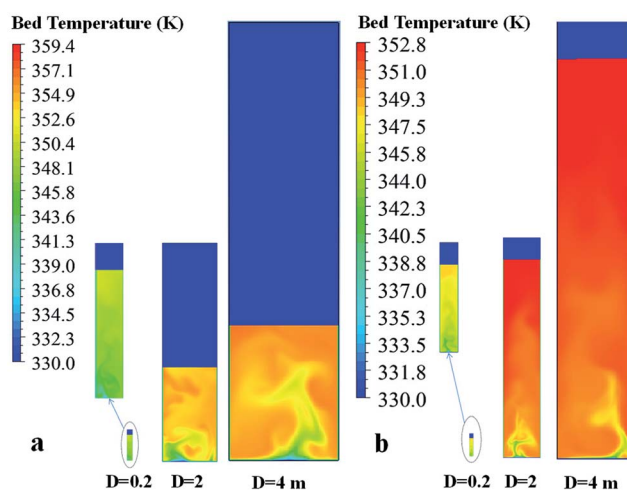 Bed Temperature (K)
359.4
357.1
354.9
352.6
350.4
348.1
345.8
343.6
341.3
339.0
336.8
334.5
332.3
330.0
a
D=0.2
D=2
D=4 m
Bed Temperature (K)
352.8
351.0
349.3
347.5
345.8
344.0
342.3
340.5
338.8
337.0
335.3
333.5
331.8
330.0
b
D=0.2
D=2
D=4 m